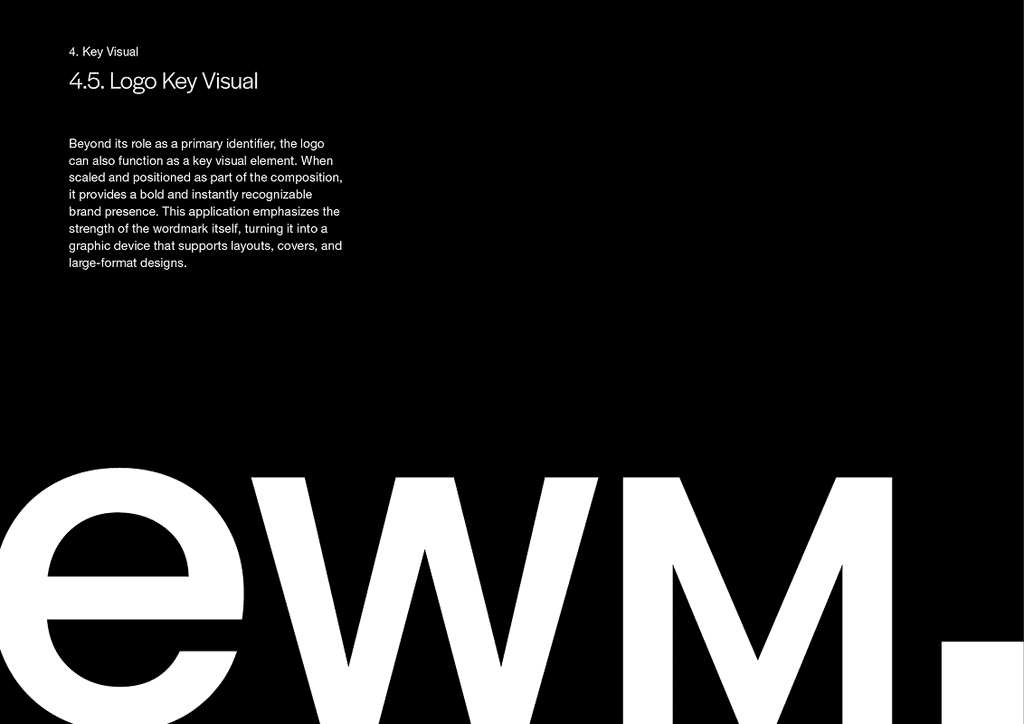 4. Key Visual
4.5. Logo Key Visual
Beyond its role as a primary identifier, the logo
can also function as a key visual element. When
scaled and positioned as part of the composition,
it provides a bold and instantly recognizable
brand presence. This application emphasizes the
strength of the wordmark itself, turning it into a
graphic device that supports layouts, covers, and
large-format designs.
ewm.